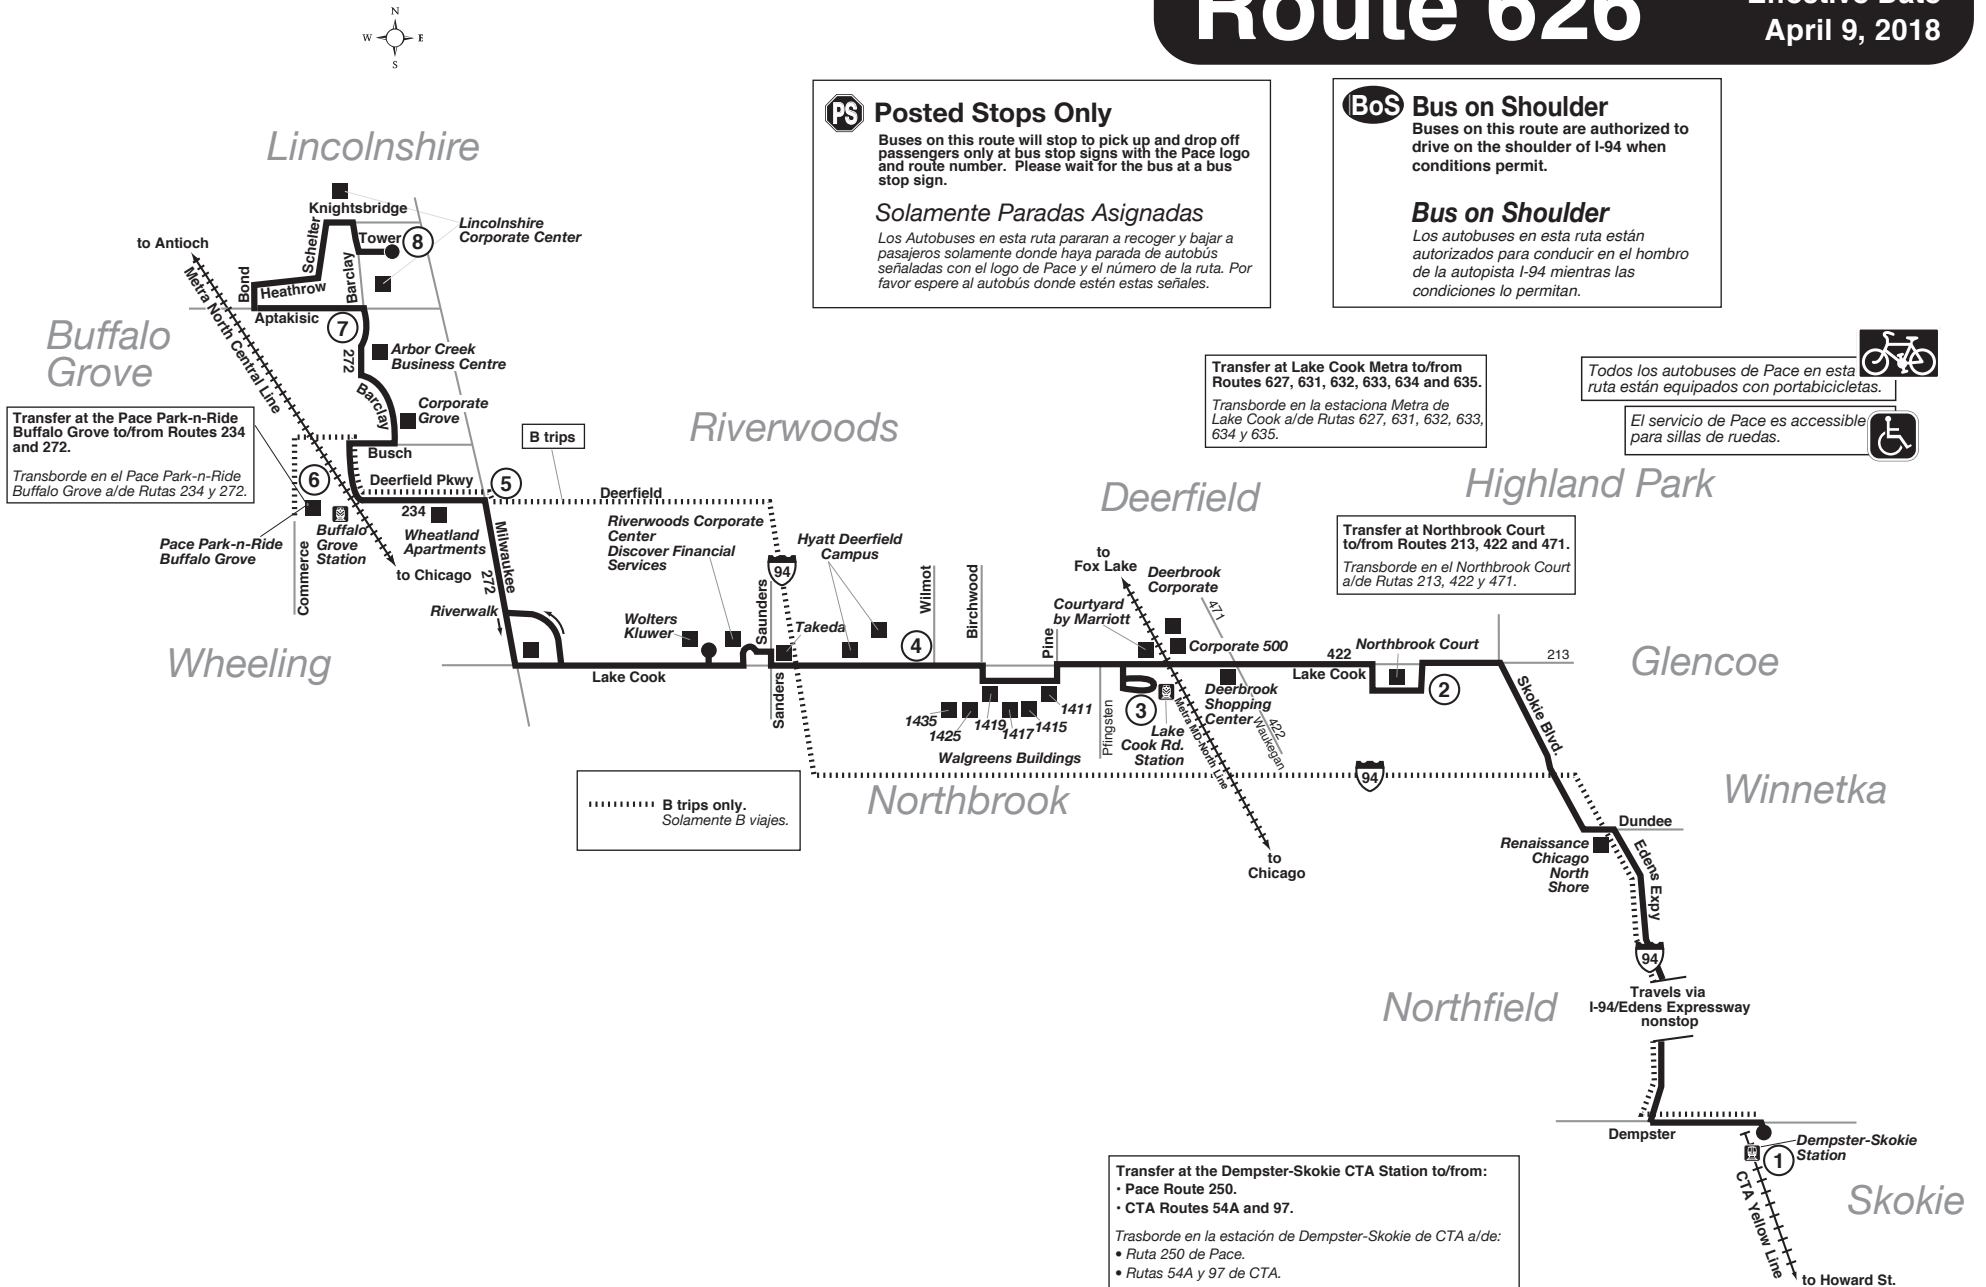 Route 626
Effective Date
April 9, 2018
N
W
E
S
PS
Posted Stops Only
Buses on this route will stop to pick up and drop off
passengers only at bus stop signs with the Pace logo
and route number. Please wait for the bus at a bus
stop sign.
Solamente Paradas Asignadas
Los Autobuses en esta ruta pararan a recoger y bajar a
pasajeros solamente donde haya parada de autobús
señaladas con el logo de Pace y el número de la ruta. Por
favor espere al autobús donde estén estas señales.
BoS
Bus on Shoulder
Buses on this route are authorized to
drive on the shoulder of I-94 when
conditions permit.
Bus on Shoulder
Los autobuses en esta ruta están
autorizados para conducir en el hombro
de la autopista I-94 mientras las
condiciones lo permitan.
Lincolnshire
Knightsbridge
Lincolnshire
Corporate Center
to Antioch
Schelter
Tower
8
Metra North Central Line
Bond
Heathrow
Barclay
Aptakisic
7
Buffalo
Grove
272
Arbor Creek
Business Centre
Barclay
Corporate
Grove
Transfer at the Pace Park-n-Ride
Buffalo Grove to/from Routes 234
and 272.
Transborde en el Pace Park-n-Ride
Buffalo Grove a/de Rutas 234 y 272.
Busch
6
Deerfield Pkwy
5
234
Pace Park-n-Ride
Buffalo Grove
Buffalo
Grove
Station
Wheatland
Apartments
Commerce
to Chicago
Milwaukee
272
Riverwalk
Wheeling
B trips
Riverwoods
Deerfield
Riverwoods Corporate
Center
Discover Financial
Services
Hyatt Deerfield
Campus
94
Wolters
Kluwer
Saunders
Takeda
4
Wilmot
Birchwood
Lake Cook
Sanders
Transfer at Lake Cook Metra to/from
Routes 627, 631, 632, 633, 634 and 635.
Transborde en la estaciona Metra de
Lake Cook a/de Rutas 627, 631, 632, 633,
634 y 635.
Todos los autobuses de Pace en esta
ruta están equipados con portabicicletas.
El servicio de Pace es accessible
para sillas de ruedas.
Deerfield
Highland Park
Transfer at Northbrook Court
to/from Routes 213, 422 and 471.
Transborde en el Northbrook Court
a/de Rutas 213, 422 y 471.
to
Fox Lake
Deerbrook
Corporate
471
Courtyard
by Marriott
Pine
Corporate 500
422
Northbrook Court
213
Lake Cook
2
Glencoe
1435
1425
1419
1417
1415
1411
Walgreens Buildings
Pfingsten
3
Lake
Cook Rd.
Station
Metra MD-North Line
Deerbrook
Shopping
Center
422
Waukegan
Skokie Blvd.
94
B trips only.
Solamente B viajes.
Northbrook
to
Chicago
Winnetka
Dundee
Renaissance
Chicago
North
Shore
Edens Expy
94
Northfield
Travels via
I-94/Edens Expressway
nonstop
Dempster
Dempster-Skokie
Station
1
CTA Yellow Line
Skokie
to Howard St.
Transfer at the Dempster-Skokie CTA Station to/from:
· Pace Route 250.
· CTA Routes 54A and 97.
Trasborde en la estación de Dempster-Skokie de CTA a/de:
• Ruta 250 de Pace.
• Rutas 54A y 97 de CTA.